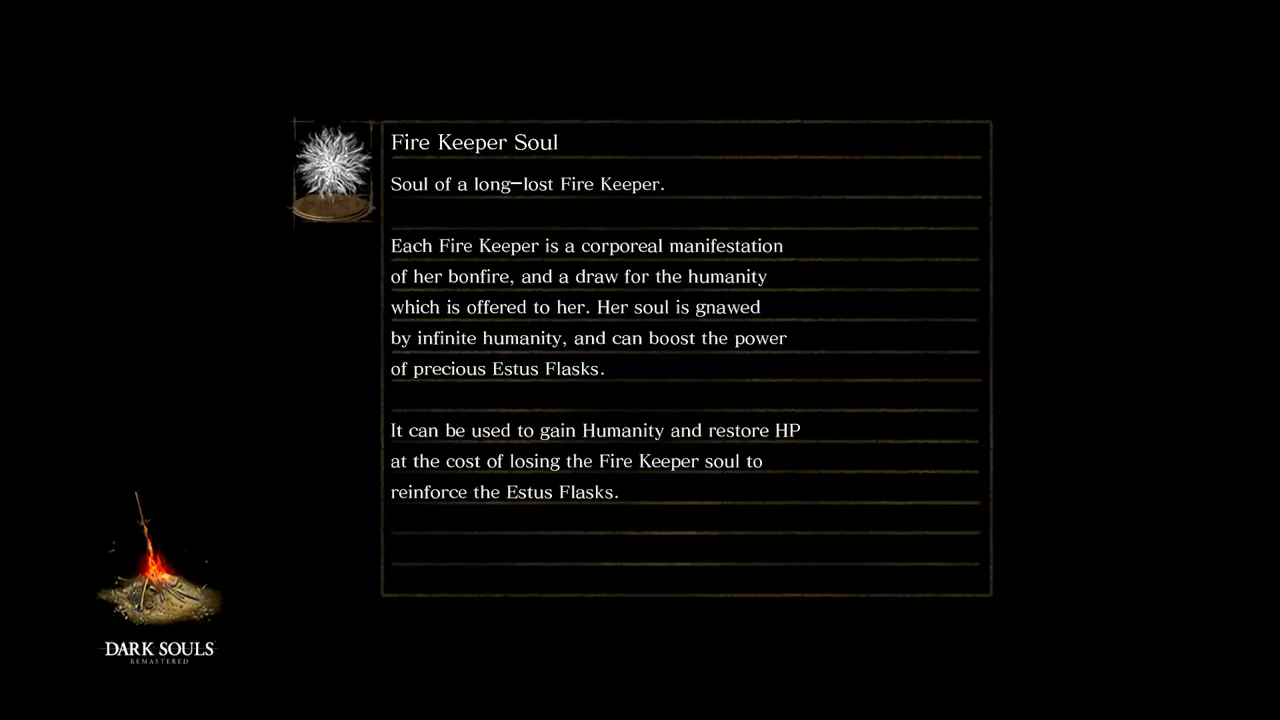 Fire Keeper Soul
Soul of a long-lost Fire Keeper.
Each Fire Keeper is a corporeal manifestation
of her bonfire, and a draw for the humanity
which is offered to her. Her soul is gnawed
by infinite humanity, and can boost the power
of precious Estus Flasks.
It can be used to gain Humanity and restore HP
at the cost of losing the Fire Keeper soul to
reinforce the Estus Flasks.
DARK SOULS
REMASTERED